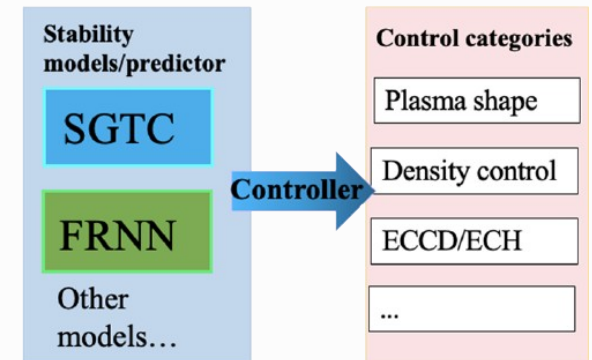 Stability
models/predictor
SGTC
FRNN
Other
models...
Controller
Control categories
Plasma shape
Density control
ECCD/ECH
...